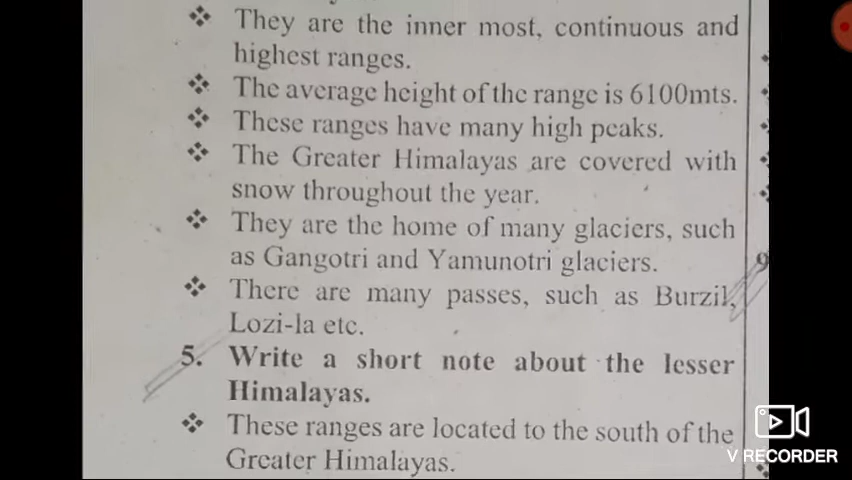 ❖ They are the inner most, continuous and
highest ranges.
❖ The average height of the range is 6100mts.
❖ These ranges have many high peaks.
❖ The Greater Himalayas are covered with
snow throughout the year.
❖ They are the home of many glaciers, such
as Gangotri and Yamunotri glaciers.
❖ There are many passes, such as Burzil,
Lozi-la etc.
5. Write a short note about the lesser
Himalayas.
❖ These ranges are located to the south of the
Greater Himalayas.
9
V RECORDER